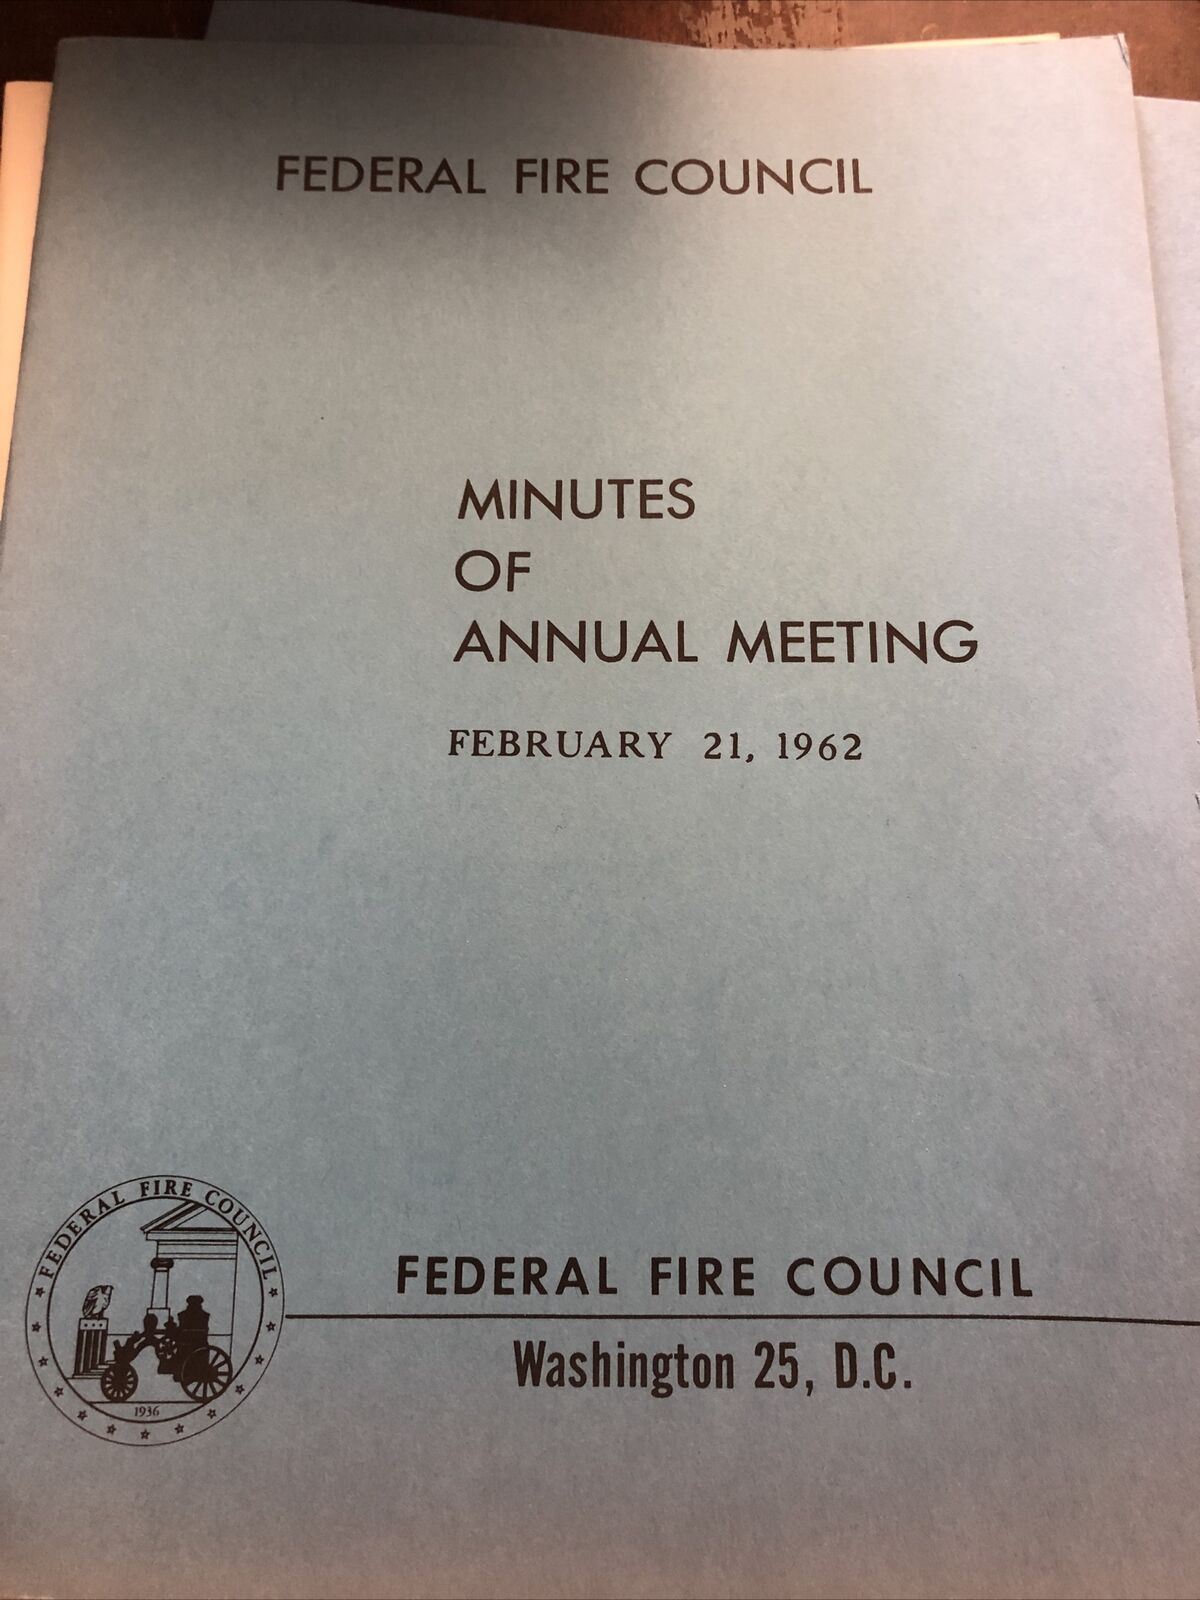 FEDERAL FIRE COUNCIL
MINUTES
OF
ANNUAL MEETING
FEBRUARY 21, 1962
FEDERAL FIRE COUNCIL
1936
FEDERAL FIRE COUNCIL
Washington 25, D.C.